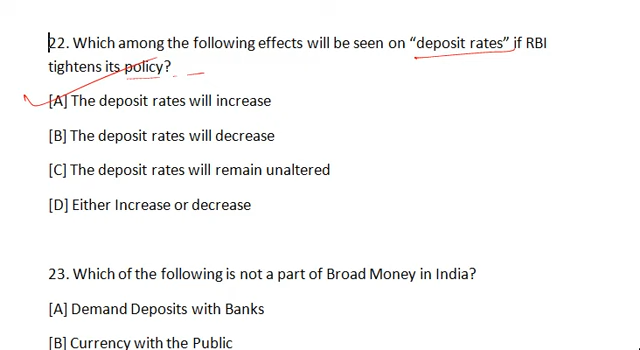 22. Which among the following effects will be seen on “deposit rates” if RBI
tightens its policy?
[A] The deposit rates will increase
[B] The deposit rates will decrease
[C] The deposit rates will remain unaltered
[D] Either Increase or decrease
23. Which of the following is not a part of Broad Money in India?
[A] Demand Deposits with Banks
[B] Currency with the Public